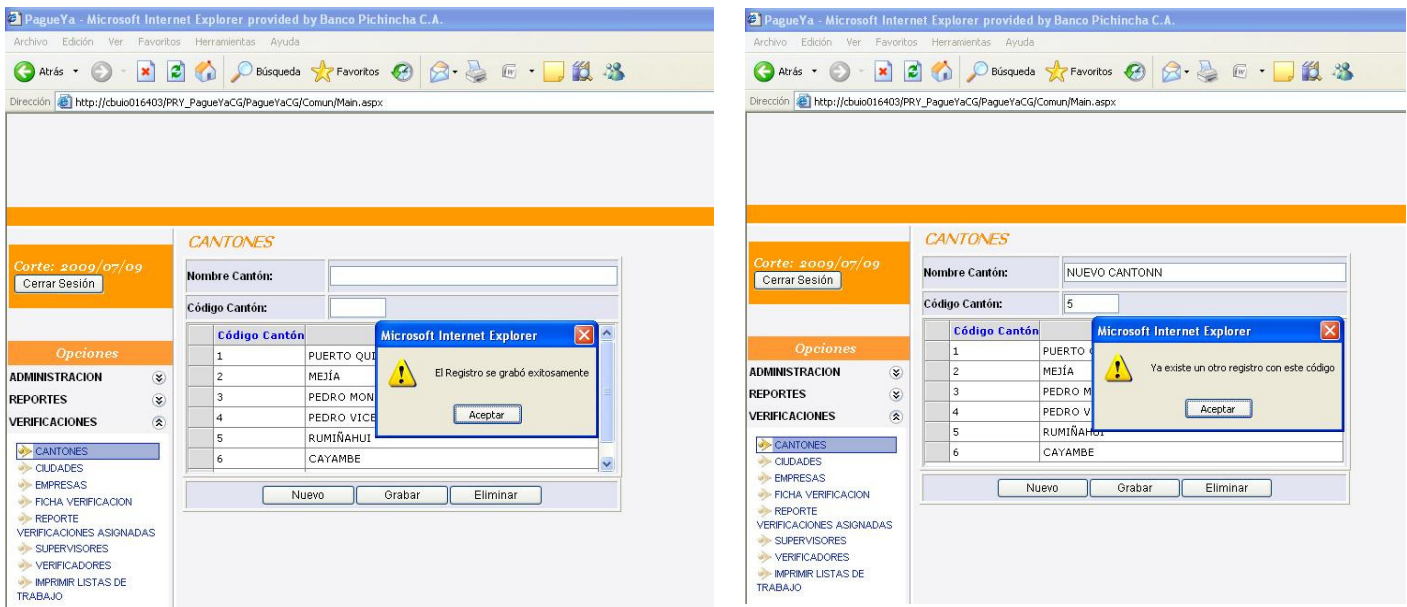 PagueYa - Microsoft Internet Explorer provided by Banco Pichincha C.A.
Archivo Edición Ver Favoritos Herramientas Ayuda
Atrás Búsqueda Favoritos
Dirección http://cbuio016403/PRY_PagueYaCG/PagueYaCG/Comun/Main.aspx
CANTONES
Corte: 2009/07/09
Cerrar Sesión
Nombre Cantón:
Código Cantón:
Código Cantón
1 PUERTO QUI
2 MEJÍA
3 PEDRO MON
4 PEDRO VICE
5 RUMIÑAHUI
6 CAYAMBE
Microsoft Internet Explorer
El Registro se grabó exitosamente
Aceptar
Nuevo Grabar Eliminar
Opciones
ADMINISTRACION
REPORTES
VERIFICACIONES
CANTONES
CIUDADES
EMPRESAS
FICHA VERIFICACION
REPORTE
VERIFICACIONES ASIGNADAS
SUPERVISORES
VERIFICADORES
IMPRIMIR LISTAS DE
TRABAJO
PagueYa - Microsoft Internet Explorer provided by Banco Pichincha C.A.
Archivo Edición Ver Favoritos Herramientas Ayuda
Atrás Búsqueda Favoritos
Dirección http://cbuio016403/PRY_PagueYaCG/PagueYaCG/Comun/Main.aspx
CANTONES
Corte: 2009/07/09
Cerrar Sesión
Nombre Cantón: NUEVO CANTONN
Código Cantón: 5
Código Cantón
1 PUERTO
2 MEJÍA
3 PEDRO M
4 PEDRO V
5 RUMIÑAHUI
6 CAYAMBE
Microsoft Internet Explorer
Ya existe un otro registro con este código
Aceptar
Nuevo Grabar Eliminar
Opciones
ADMINISTRACION
REPORTES
VERIFICACIONES
CANTONES
CIUDADES
EMPRESAS
FICHA VERIFICACION
REPORTE
VERIFICACIONES ASIGNADAS
SUPERVISORES
VERIFICADORES
IMPRIMIR LISTAS DE
TRABAJO